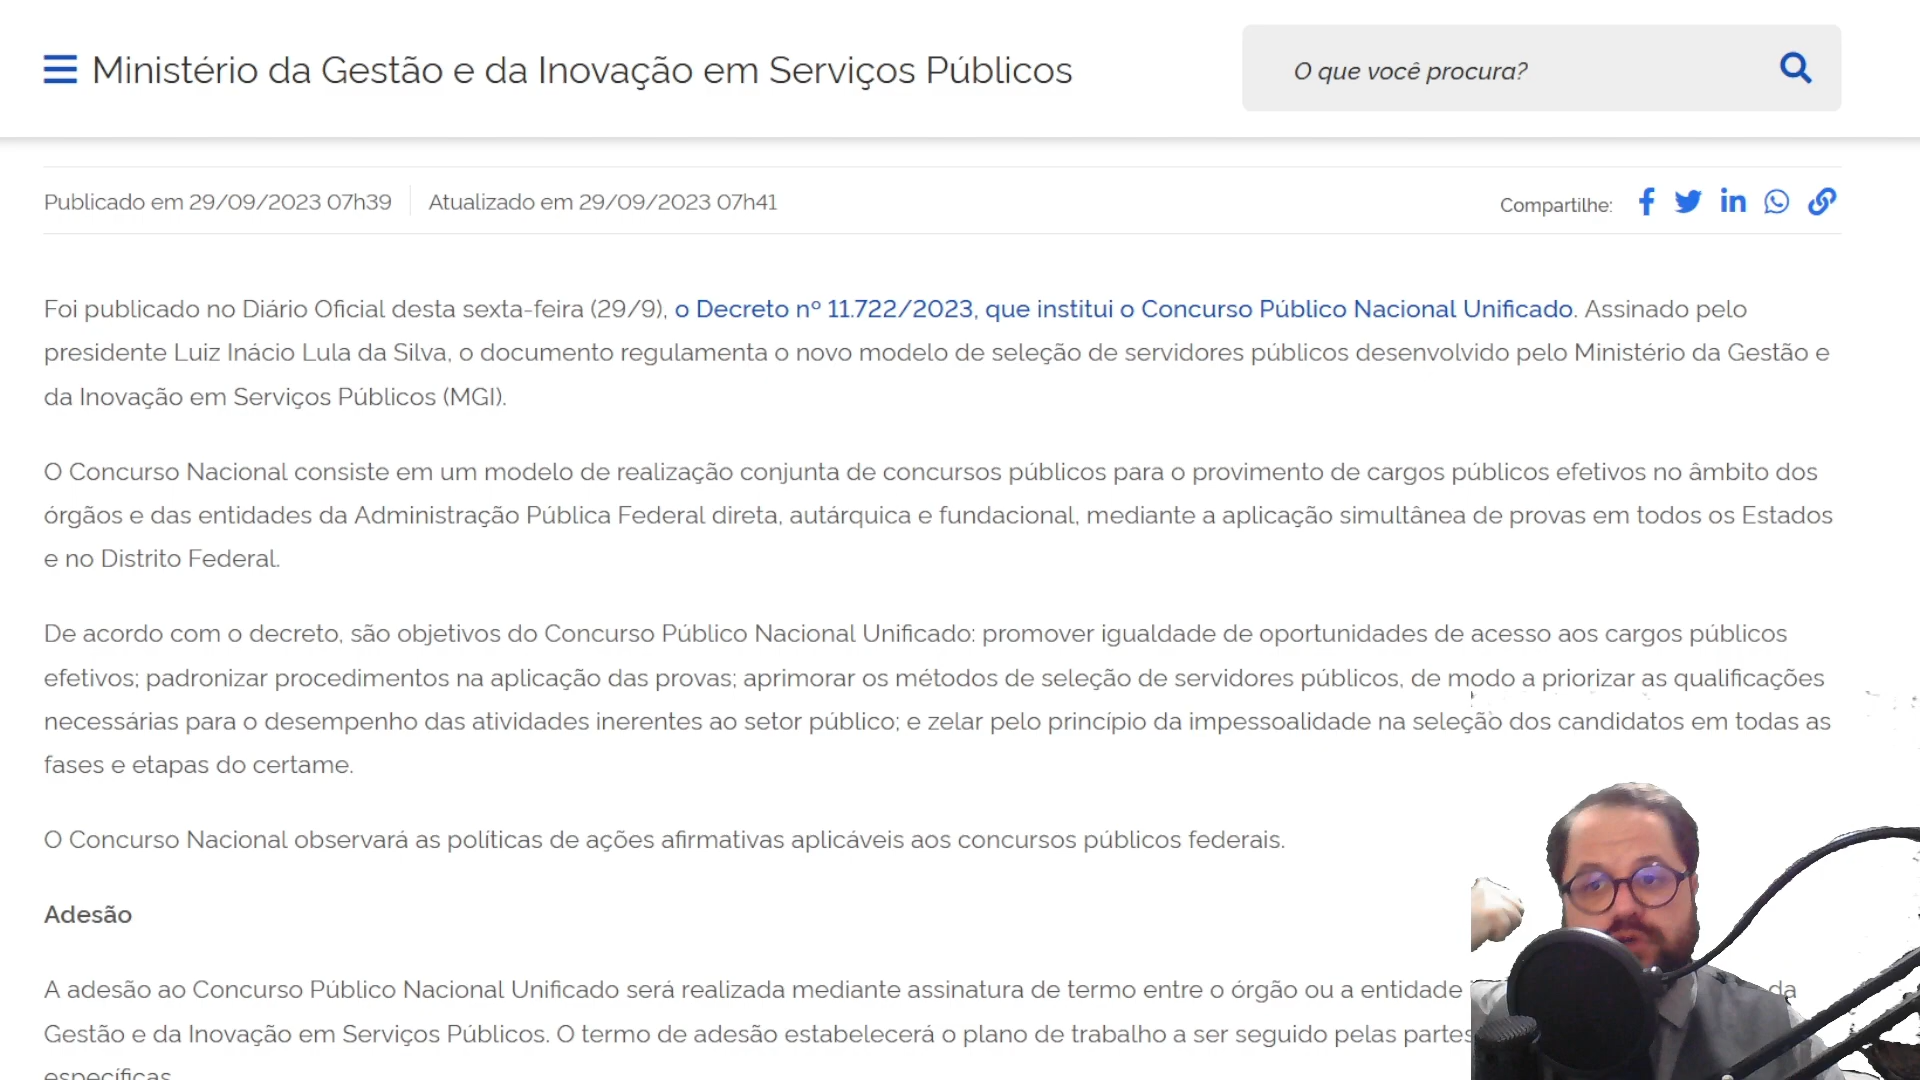 Ministério da Gestão e da Inovação em Serviços Públicos
O que você procura?
Publicado em 29/09/2023 07h39
Atualizado em 29/09/2023 07h41
Compartilhe:
Foi publicado no Diário Oficial desta sexta-feira (29/9), o Decreto nº 11.722/2023, que institui o Concurso Público Nacional Unificado. Assinado pelo
presidente Luiz Inácio Lula da Silva, o documento regulamenta o novo modelo de seleção de servidores públicos desenvolvido pelo Ministério da Gestão e
da Inovação em Serviços Públicos (MGI).
O Concurso Nacional consiste em um modelo de realização conjunta de concursos públicos para o provimento de cargos públicos efetivos no âmbito dos
órgãos e das entidades da Administração Pública Federal direta, autárquica e fundacional, mediante a aplicação simultânea de provas em todos os Estados
e no Distrito Federal.
De acordo com o decreto, são objetivos do Concurso Público Nacional Unificado: promover igualdade de oportunidades de acesso aos cargos públicos
efetivos; padronizar procedimentos na aplicação das provas; aprimorar os métodos de seleção de servidores públicos, de modo a priorizar as qualificações
necessárias para o desempenho das atividades inerentes ao setor público; e zelar pelo princípio da impessoalidade na seleção dos candidatos em todas as
fases e etapas do certame.
O Concurso Nacional observará as políticas de ações afirmativas aplicáveis aos concursos públicos federais.
Adesão
A adesão ao Concurso Público Nacional Unificado será realizada mediante assinatura de termo entre o órgão ou a entidade da
Gestão e da Inovação em Serviços Públicos. O termo de adesão estabelecerá o plano de trabalho a ser seguido pelas partes
específicas